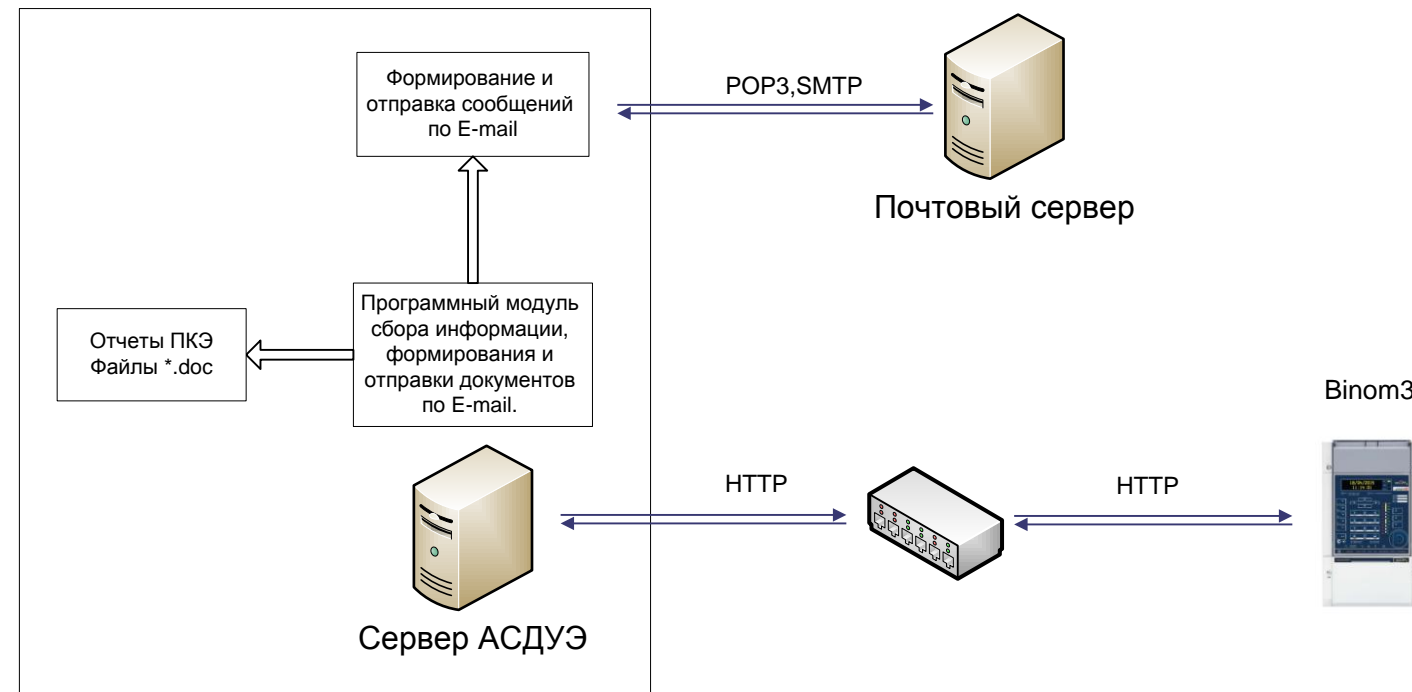 Формирование и
отправка сообщений
по E-mail
POP3,SMTP
Почтовый сервер
Программный модуль
сбора информации,
формирования и
отправки документов
по E-mail.
Отчеты ПКЭ
Файлы *.doc
Binom3
HTTP
HTTP
Сервер АСДУЭ